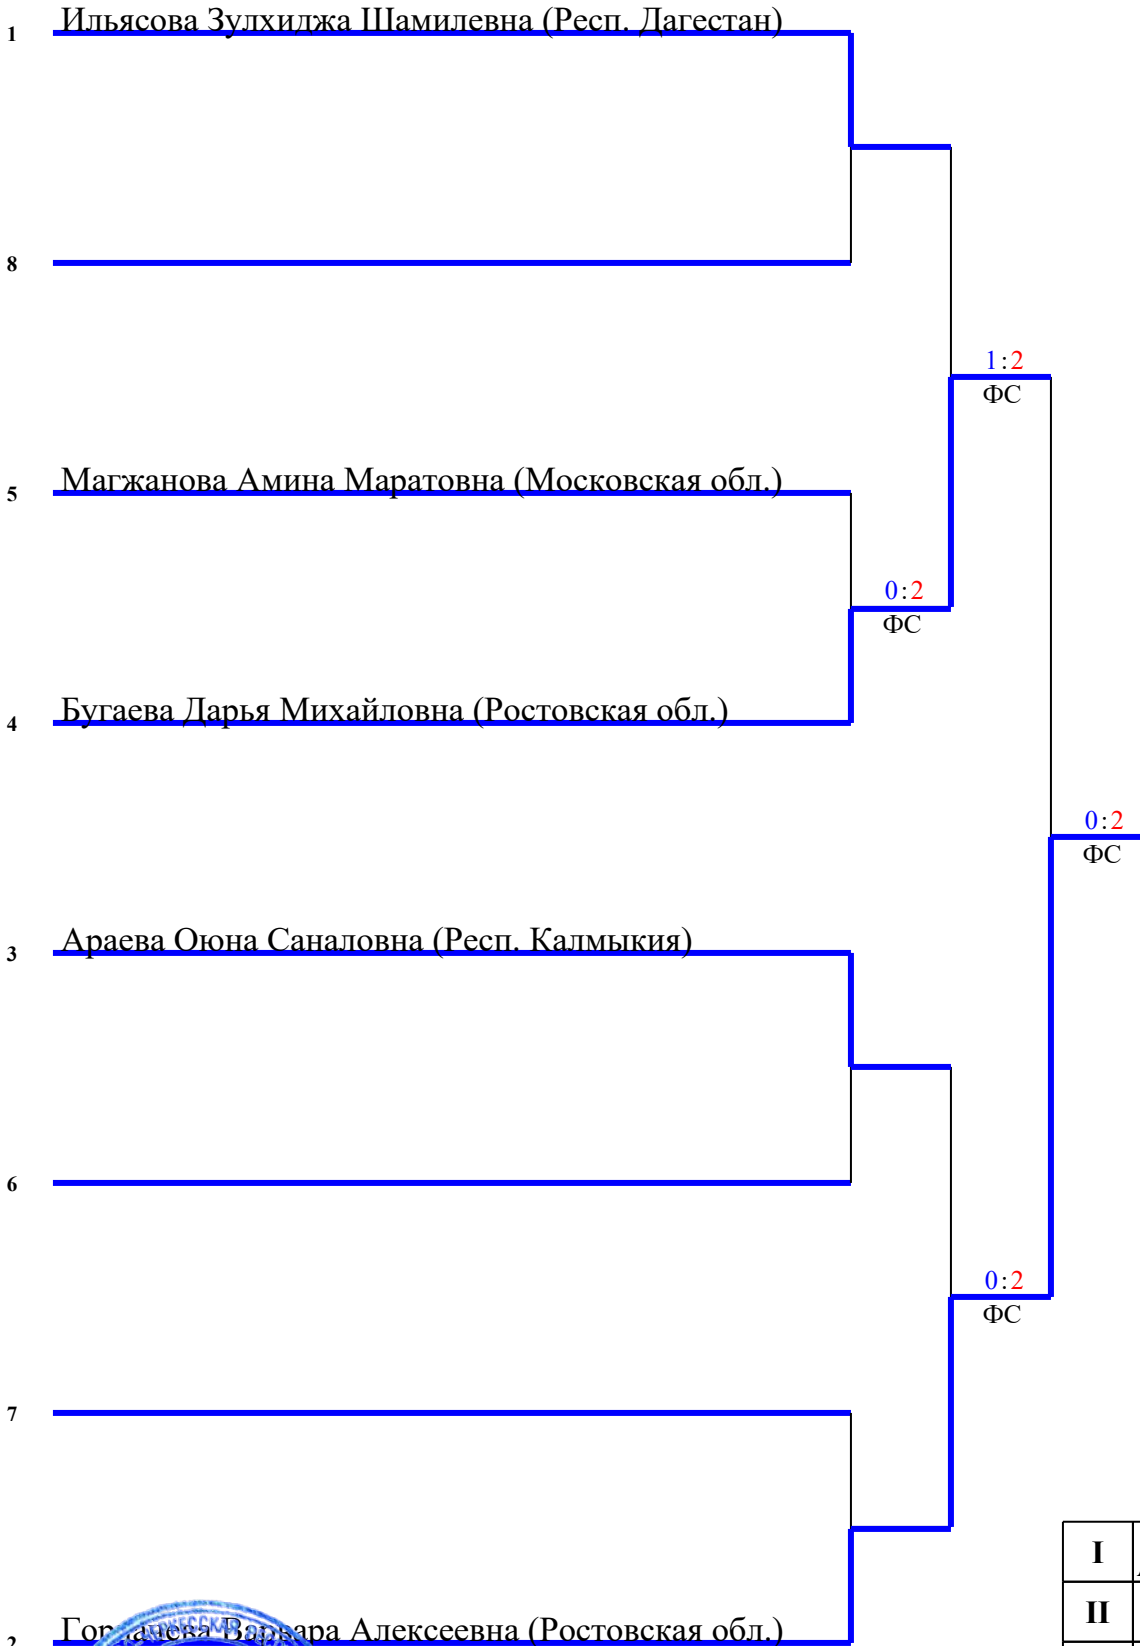 1 Ильясова Зулхиджа Шамилевна (Респ. Дагестан)
8
1:2
ФС
5 Магжанова Амина Маратовна (Московская обл.)
0:2
ФС
4 Бугаева Дарья Михайловна (Ростовская обл.)
0:2
ФС
3 Араева Оюна Саналовна (Респ. Калмыкия)
6
0:2
ФС
7
I
II
2 Варвара Алексеевна (Ростовская обл.)